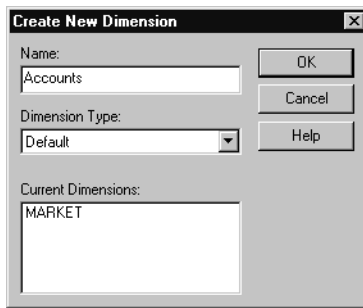 Create New Dimension
Name:
Accounts
OK
Cancel
Dimension Type:
Default
Help
Current Dimensions:
MARKET